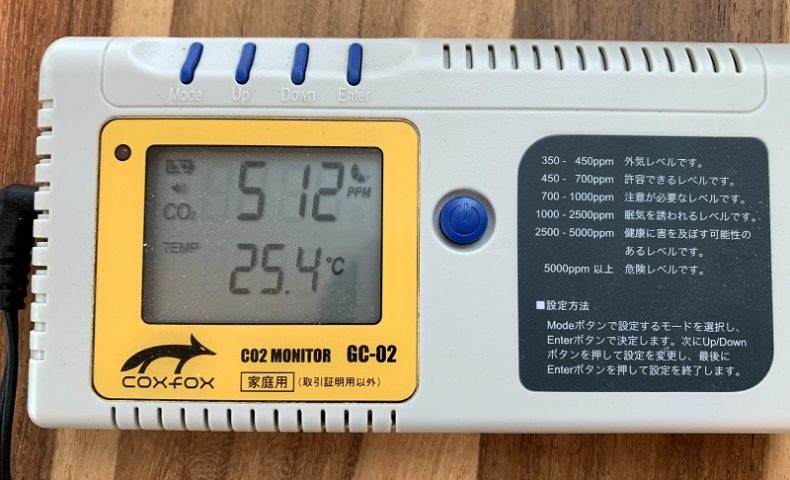 Mode Up Down Enter
CO₂ 512 PPM
TEMP 25.4 °C
CO2 MONITOR GC-02
COXFOX
家庭用 (取引証明用以外)
350 - 450ppm 外気レベルです。
450 - 700ppm 許容できるレベルです。
700 - 1000ppm 注意が必要なレベルです。
1000 - 2500ppm 眠気を誘われるレベルです。
2500 - 5000ppm 健康に害を及ぼす可能性の
あるレベルです。
5000ppm 以上 危険レベルです。
■設定方法
Modeボタンで設定するモードを選択し、
Enterボタンで決定します。次にUp/Down
ボタンを押して設定を変更し、最後に
Enterボタンを押して設定を終了します。